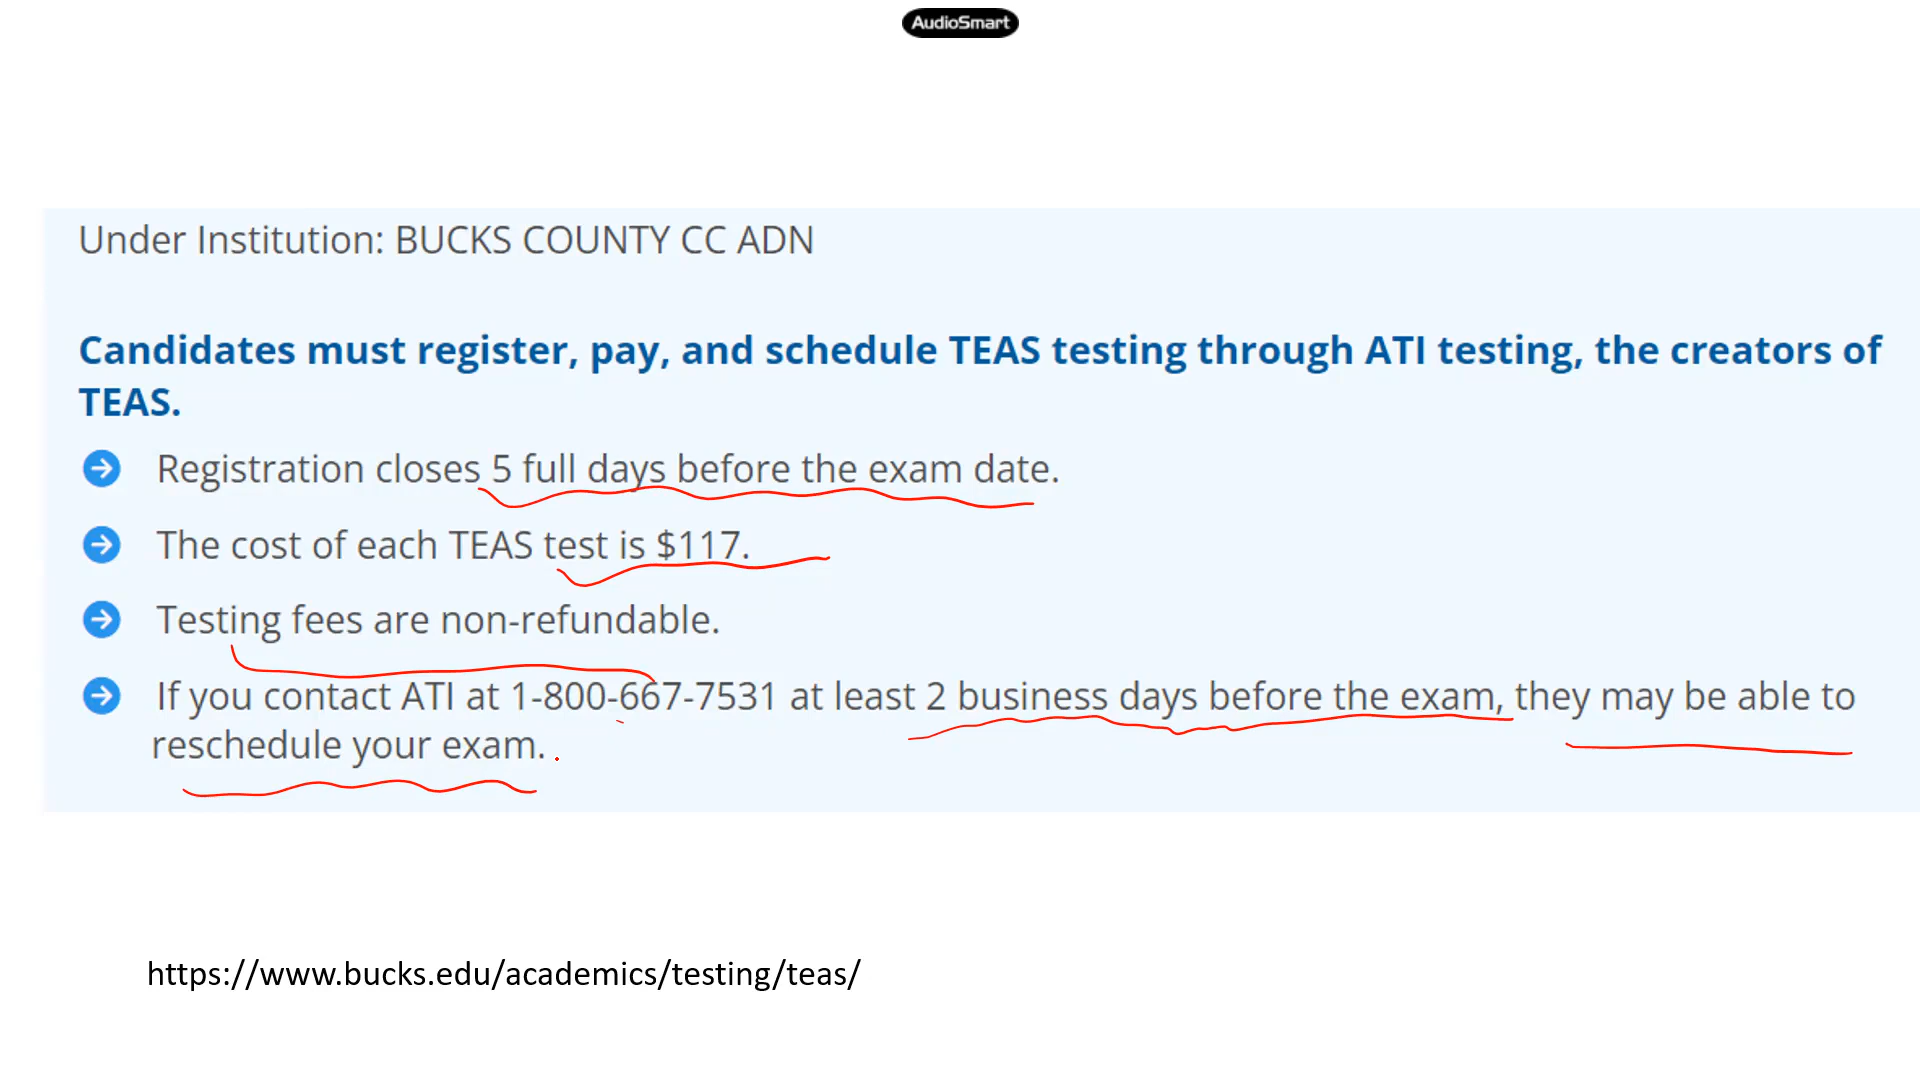 AudioSmart
Under Institution: BUCKS COUNTY CC ADN
Candidates must register, pay, and schedule TEAS testing through ATI testing, the creators of
TEAS.
Registration closes 5 full days before the exam date.
The cost of each TEAS test is $117.
Testing fees are non-refundable.
If you contact ATI at 1-800-667-7531 at least 2 business days before the exam, they may be able to
reschedule your exam.
https://www.bucks.edu/academics/testing/teas/